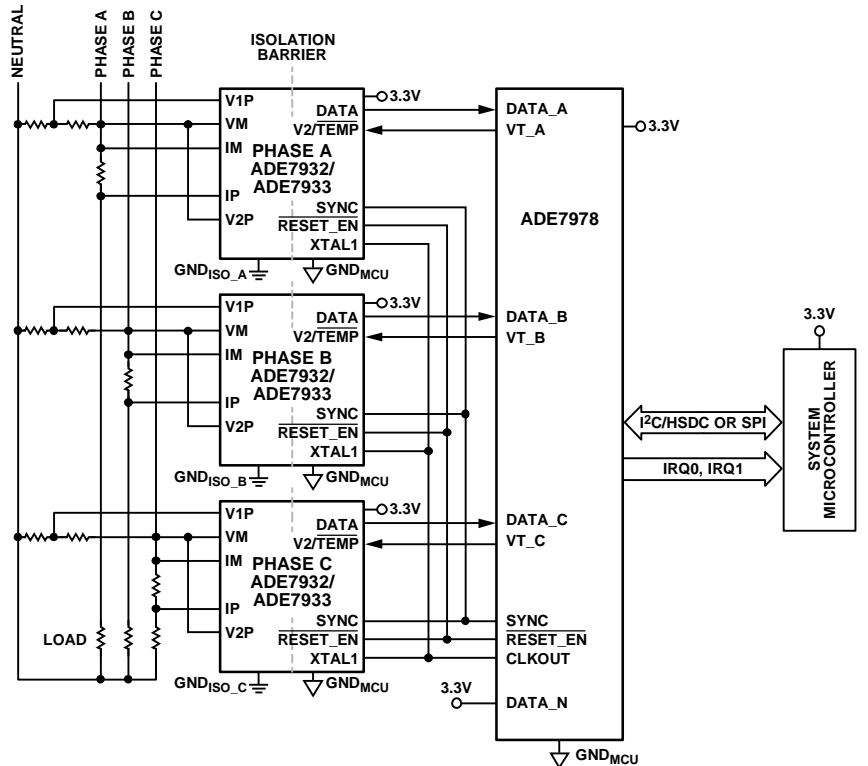 NEUTRAL
PHASE A
PHASE B
PHASE C
ISOLATION
BARRIER
V1P
VM
IM
IP
V2P
DATA
V2/TEMP
PHASE A
ADE7932/
ADE7933
SYNC
RESET_EN
XTAL1
3.3V
GNDISO_A
GNDMCU
V1P
VM
IM
IP
V2P
DATA
V2/TEMP
PHASE B
ADE7932/
ADE7933
SYNC
RESET_EN
XTAL1
3.3V
GNDISO_B
GNDMCU
V1P
VM
IM
IP
V2P
DATA
V2/TEMP
PHASE C
ADE7932/
ADE7933
SYNC
RESET_EN
XTAL1
3.3V
GNDISO_C
GNDMCU
LOAD
DATA_A
VT_A
3.3V
ADE7978
DATA_B
VT_B
DATA_C
VT_C
SYNC
RESET_EN
CLKOUT
3.3V
DATA_N
GNDMCU
I2C/HSDC OR SPI
IRQ0, IRQ1
3.3V
SYSTEM
MICROCONTROLLER